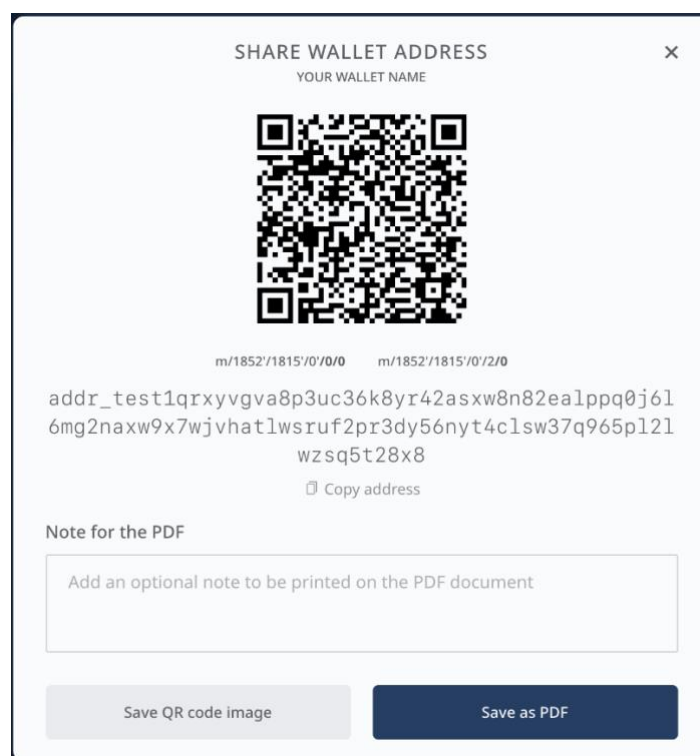 SHARE WALLET ADDRESS
YOUR WALLET NAME
m/1852'/1815'/0'/0/0 m/1852'/1815'/0'/2/0
addr_test1qrxyvgva8p3uc36k8yr42asxw8n82ealppq0j6l
6mg2naxw9x7wjvhatlwsruf2pr3dy56nyt4clsw37q965pl2l
wzsq5t28x8
Copy address
Note for the PDF
Add an optional note to be printed on the PDF document
Save QR code image
Save as PDF